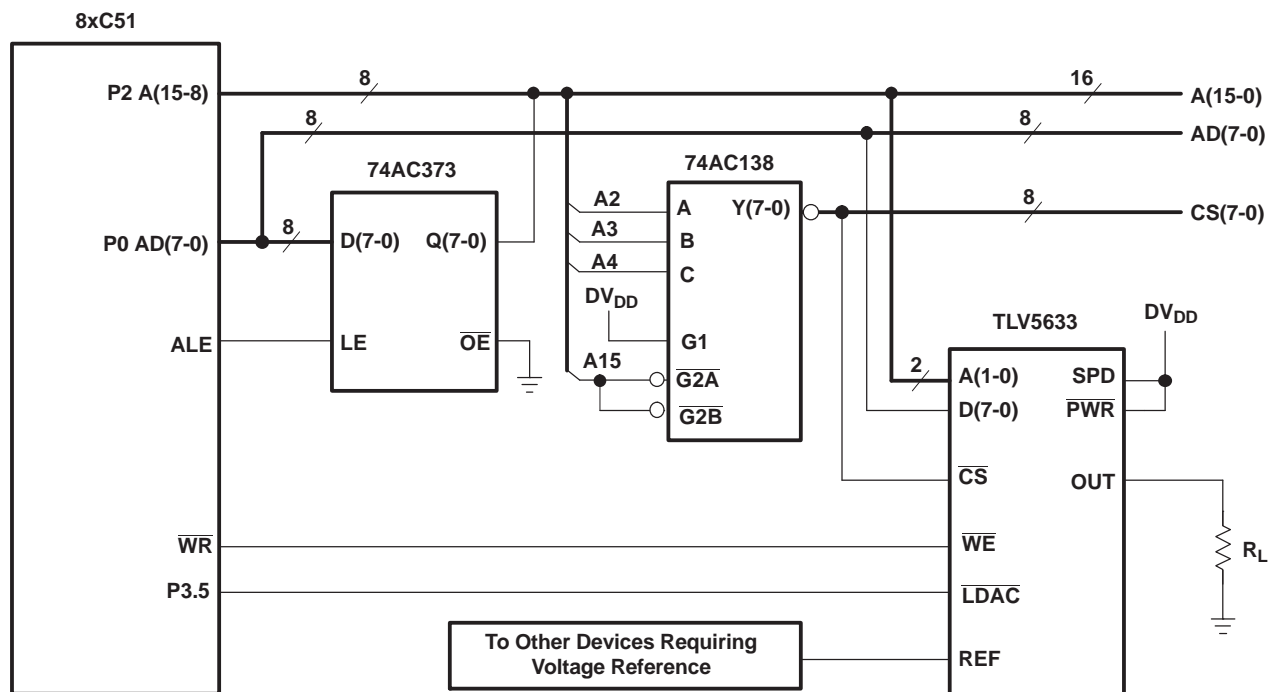 8xC51
P2 A(15-8)
8
16
A(15-0)
8
8
AD(7-0)
74AC373
74AC138
P0 AD(7-0)
8
D(7-0)
Q(7-0)
A2
A
Y(7-0)
8
CS(7-0)
A3
B
A4
C
DVDD
TLV5633
DVDD
ALE
LE
OE
G1
A15
G2A
2
A(1-0)
SPD
G2B
D(7-0)
PWR
CS
OUT
WR
WE
RL
P3.5
LDAC
To Other Devices Requiring
Voltage Reference
REF